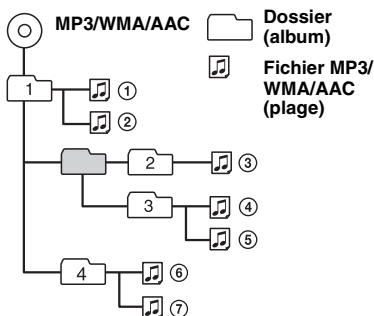 MP3/WMA/AAC
Dossier
(album)
Fichier MP3/
WMA/AAC
(plage)
1
①
②
2
③
3
④
⑤
4
⑥
⑦